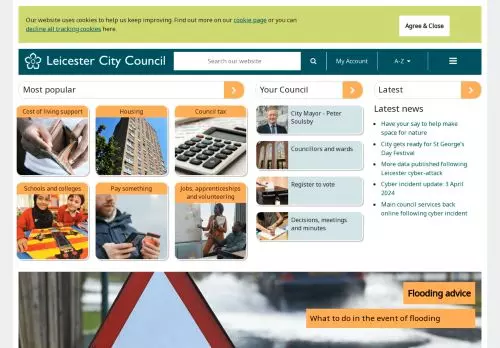 Our website uses cookies to help us keep improving. Find out more on our cookie page or you can
decline all tracking cookies here.
Agree & Close
Leicester City Council
Search our website
My Account
A-Z
Most popular
Your Council
Latest
Cost of living support
Housing
Council tax
Schools and colleges
Pay something
Jobs, apprenticeships
and volunteering
City Mayor - Peter
Soulsby
Councillors and wards
Register to vote
Decisions, meetings
and minutes
Latest news
Have your say to help make
space for nature
City gets ready for St George's
Day Festival
More data published following
Leicester cyber-attack
Cyber incident update: 3 April
2024
Main council services back
online following cyber incident
Flooding advice
What to do in the event of flooding